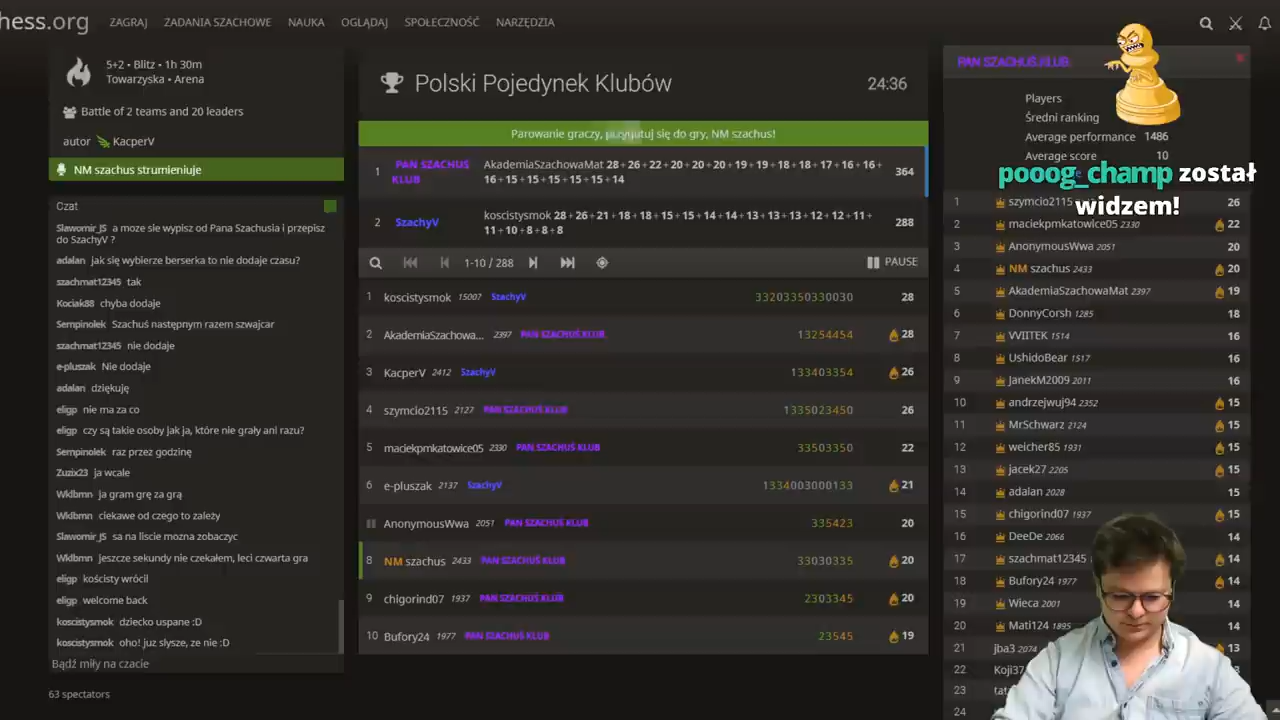 hess.org ZAGRAJ ZADANIA SZACHOWE NAUKA OGLĄDAJ SPOŁECZNOŚĆ NARZĘDZIA
5+2 • Blitz • 1h 30m
Towarzyska • Arena
Battle of 2 teams and 20 leaders
autor KacperV
NM szachus strumieniuje
Czat
Slawomir_JS a moze sie wypisz od Pana Szachusia i przepisz
do SzachyV ?
adalan jak się wybierze berserka to nie dodaje czasu?
szachmat12345 tak
Kociak88 chyba dodaje
Sempinolek Szachuś następnym razem szwajcar
szachmat12345 nie dodaje
e-pluszak Nie dodaje
adalan dziękuję
eligp nie ma za co
eligp czy są takie osoby jak ja, które nie grały ani razu?
Sempinolek raz przez godzinę
Zuzix23 ja wcale
Wklbmn ja gram grę za grą
Wklbmn ciekawe od czego to zależy
Slawomir_JS sa na liscie mozna zobaczyc
Wklbmn jeszcze sekundy nie czekałem, leci czwarta gra
eligp kościsty wrócil
eligp welcome back
koscistysmok dziecko uspane :D
koscistysmok oho! juz slysze, ze nie :D
Bądź miły na czacie
63 spectators
Polski Pojedynek Klubów 24:36
Parowanie graczy, przygotuj się do gry, NM szachus!
1 PAN SZACHUŚ KLUB AkademiaSzachowaMat 28+26+22+20+20+20+19+19+18+18+17+16+16+
16+15+15+15+15+15+14 364
2 SzachyV koscistysmok 28+26+21+18+18+15+15+14+14+13+13+13+12+12+11+
11+10+8+8+8 288
1-10 / 288 PAUSE
1 koscistysmok 1500? SzachyV 33203350330030 28
2 AkademiaSzachowa... 2397 PAN SZACHUŚ KLUB 13254454 28
3 KacperV 2412 SzachyV 133403354 26
4 szymcio2115 2127 PAN SZACHUŚ KLUB 1335023450 26
5 maciekpmkatowice05 2330 PAN SZACHUŚ KLUB 33503350 22
6 e-pluszak 2137 SzachyV 1334003000133 21
AnonymousWwa 2051 PAN SZACHUŚ KLUB 335423 20
8 NM szachus 2433 PAN SZACHUŚ KLUB 33030335 20
9 chigorind07 1937 PAN SZACHUŚ KLUB 2303345 20
10 Bufory24 1977 PAN SZACHUŚ KLUB 23545 19
PAN SZACHUŚ KLUB
Players
Średni ranking
Average performance 1486
Average score 10
pooog_champ został
widzem!
1 szymcio2115 26
2 maciekpmkatowice05 2330 22
3 AnonymousWwa 2051 20
4 NM szachus 2433 20
5 AkademiaSzachowaMat 2397 19
6 DonnyCorsh 1285 18
7 VVIITEK 1514 16
8 UshidoBear 1517 16
9 JanekM2009 2011 16
10 andrzejwuj94 2352 15
11 MrSchwarz 2124 15
12 welcher85 1931 15
13 jacek27 2205 15
14 adalan 2028 15
15 chigorind07 1937 15
16 DeeDe 2066 14
17 szachmat12345 14
18 Bufory24 1977 14
19 Wieca 2001 14
20 Mati124 1895 14
21 jba3 2074 13
22 Koji37
23
24